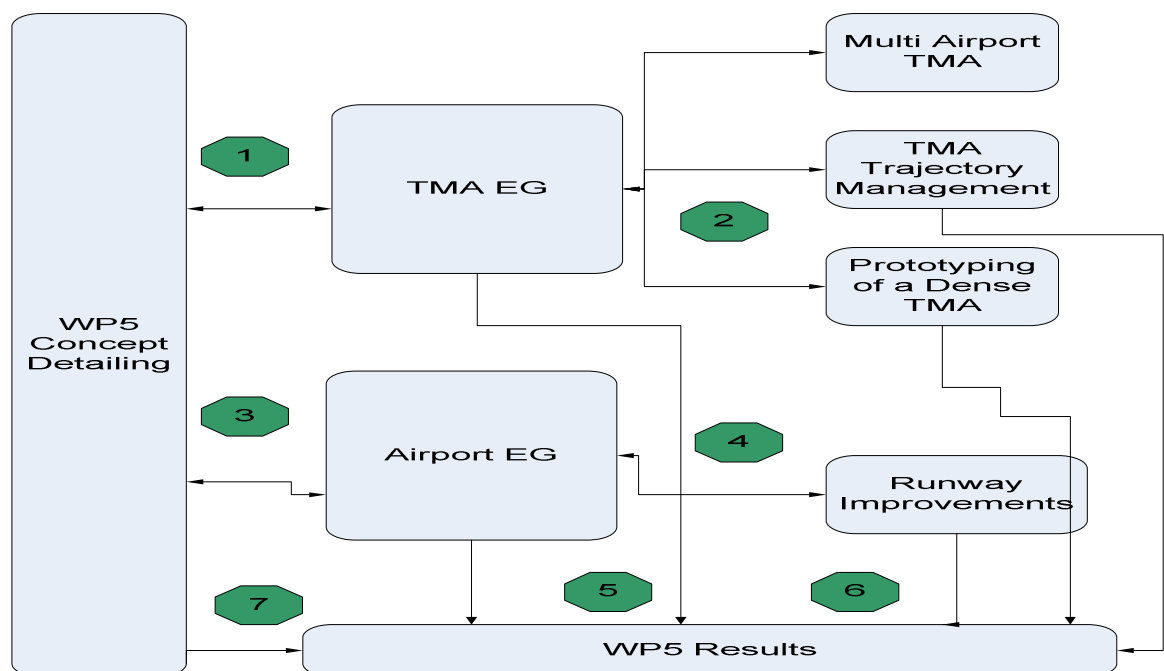 Multi Airport
TMA
1
TMA EG
TMA
Trajectory
Management
2
Prototyping
of a Dense
TMA
WP5
Concept
Detailing
3
Airport EG
4
Runway
Improvements
5
6
7
WP5 Results